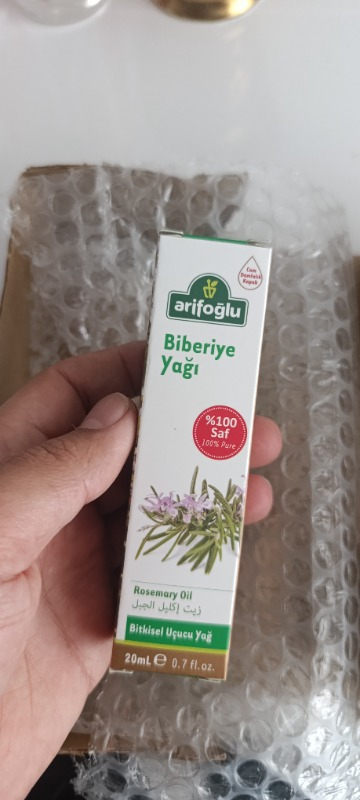 Cam
Damlalık
Kapak
arifoğlu
Biberiye
Yağı
%100
Saf
100% Pure
Rosemary Oil
زيت إكليل الجبل
Bitkisel Uçucu Yağ
20mL ℮ 0.7 fl.oz.